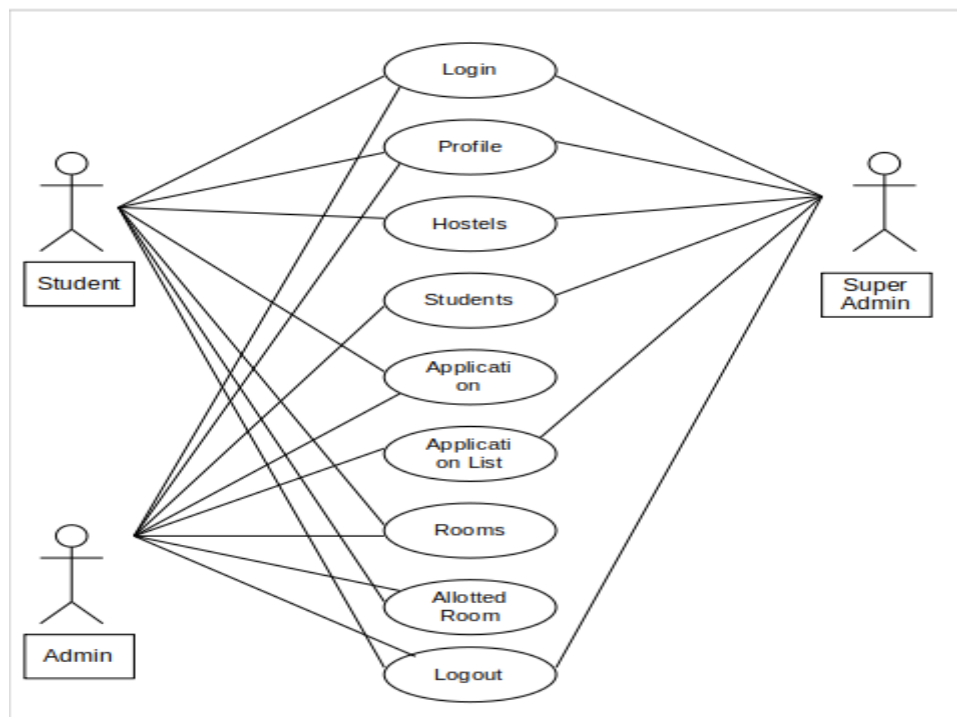 Login
Profile
Hostels
Students
Applicati
on
Applicati
on List
Rooms
Allotted
Room
Logout
Student
Admin
Super
Admin